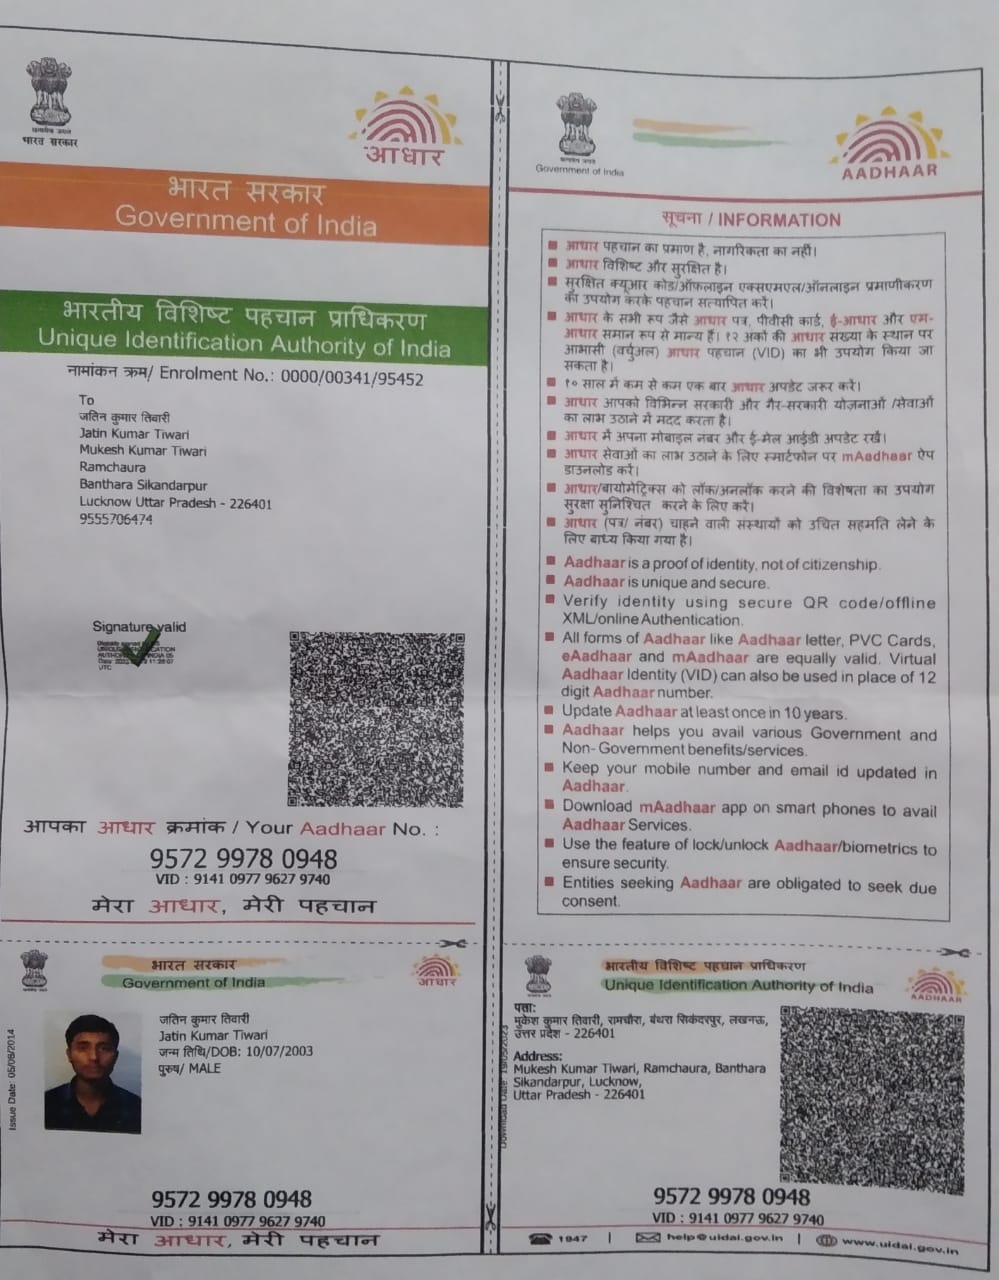 सत्यमेव जयते
भारत सरकार
आधार
भारत सरकार
Government of India
भारतीय विशिष्ट पहचान प्राधिकरण
Unique Identification Authority of India
नामांकन क्रम/ Enrolment No.: 0000/00341/95452
To
जतिन कुमार तिवारी
Jatin Kumar Tiwari
Mukesh Kumar Tiwari
Ramchaura
Banthara Sikandarpur
Lucknow Uttar Pradesh - 226401
9555706474
Signature valid
आपका आधार क्रमांक / Your Aadhaar No. :
9572 9978 0948
VID : 9141 0977 9627 9740
मेरा आधार, मेरी पहचान
भारत सरकार
Government of India
आधार
Issue Date: 05/08/2014
जतिन कुमार तिवारी
Jatin Kumar Tiwari
जन्म तिथि/DOB: 10/07/2003
पुरुष/ MALE
9572 9978 0948
VID : 9141 0977 9627 9740
मेरा आधार, मेरी पहचान
Government of India
AADHAAR
सूचना / INFORMATION
आधार पहचान का प्रमाण है, नागरिकता का नहीं।
आधार विशिष्ट और सुरक्षित है।
सुरक्षित क्यूआर कोड/ऑफ़लाइन एक्सएमएल/ऑनलाइन प्रमाणीकरण
का उपयोग करके पहचान सत्यापित करें।
आधार के सभी रूप जैसे आधार पत्र, पीवीसी कार्ड, ई-आधार और एम-
आधार समान रूप से मान्य हैं। १२ अंकों की आधार संख्या के स्थान पर
आभासी (वर्चुअल) आधार पहचान (VID) का भी उपयोग किया जा
सकता है।
१० साल में कम से कम एक बार आधार अपडेट जरूर करें।
आधार आपको विभिन्न सरकारी और गैर-सरकारी योजनाओं /सेवाओं
का लाभ उठाने में मदद करता है।
आधार में अपना मोबाइल नंबर और ई-मेल आईडी अपडेट रखें।
आधार सेवाओं का लाभ उठाने के लिए स्मार्टफोन पर mAadhaar ऐप
डाउनलोड करें।
आधार/बायोमेट्रिक्स को लॉक/अनलॉक करने की विशेषता का उपयोग
सुरक्षा सुनिश्चित करने के लिए करें।
आधार (पत्र/ नंबर) चाहने वाली संस्थायों को उचित सहमति लेने के
लिए बाध्य किया गया है।
Aadhaar is a proof of identity, not of citizenship.
Aadhaar is unique and secure.
Verify identity using secure QR code/offline
XML/online Authentication.
All forms of Aadhaar like Aadhaar letter, PVC Cards,
eAadhaar and mAadhaar are equally valid. Virtual
Aadhaar Identity (VID) can also be used in place of 12
digit Aadhaar number.
Update Aadhaar at least once in 10 years.
Aadhaar helps you avail various Government and
Non- Government benefits/services.
Keep your mobile number and email id updated in
Aadhaar.
Download mAadhaar app on smart phones to avail
Aadhaar Services.
Use the feature of lock/unlock Aadhaar/biometrics to
ensure security.
Entities seeking Aadhaar are obligated to seek due
consent.
भारतीय विशिष्ट पहचान प्राधिकरण
Unique Identification Authority of India
AADHAAR
Download Date: 19/05/2023
पता:
मुकेश कुमार तिवारी, रामचौरा, बंथरा सिकंदरपुर, लखनऊ,
उत्तर प्रदेश - 226401
Address:
Mukesh Kumar Tiwari, Ramchaura, Banthara
Sikandarpur, Lucknow,
Uttar Pradesh - 226401
9572 9978 0948
VID : 9141 0977 9627 9740
1947 | help@uidai.gov.in | www.uidai.gov.in